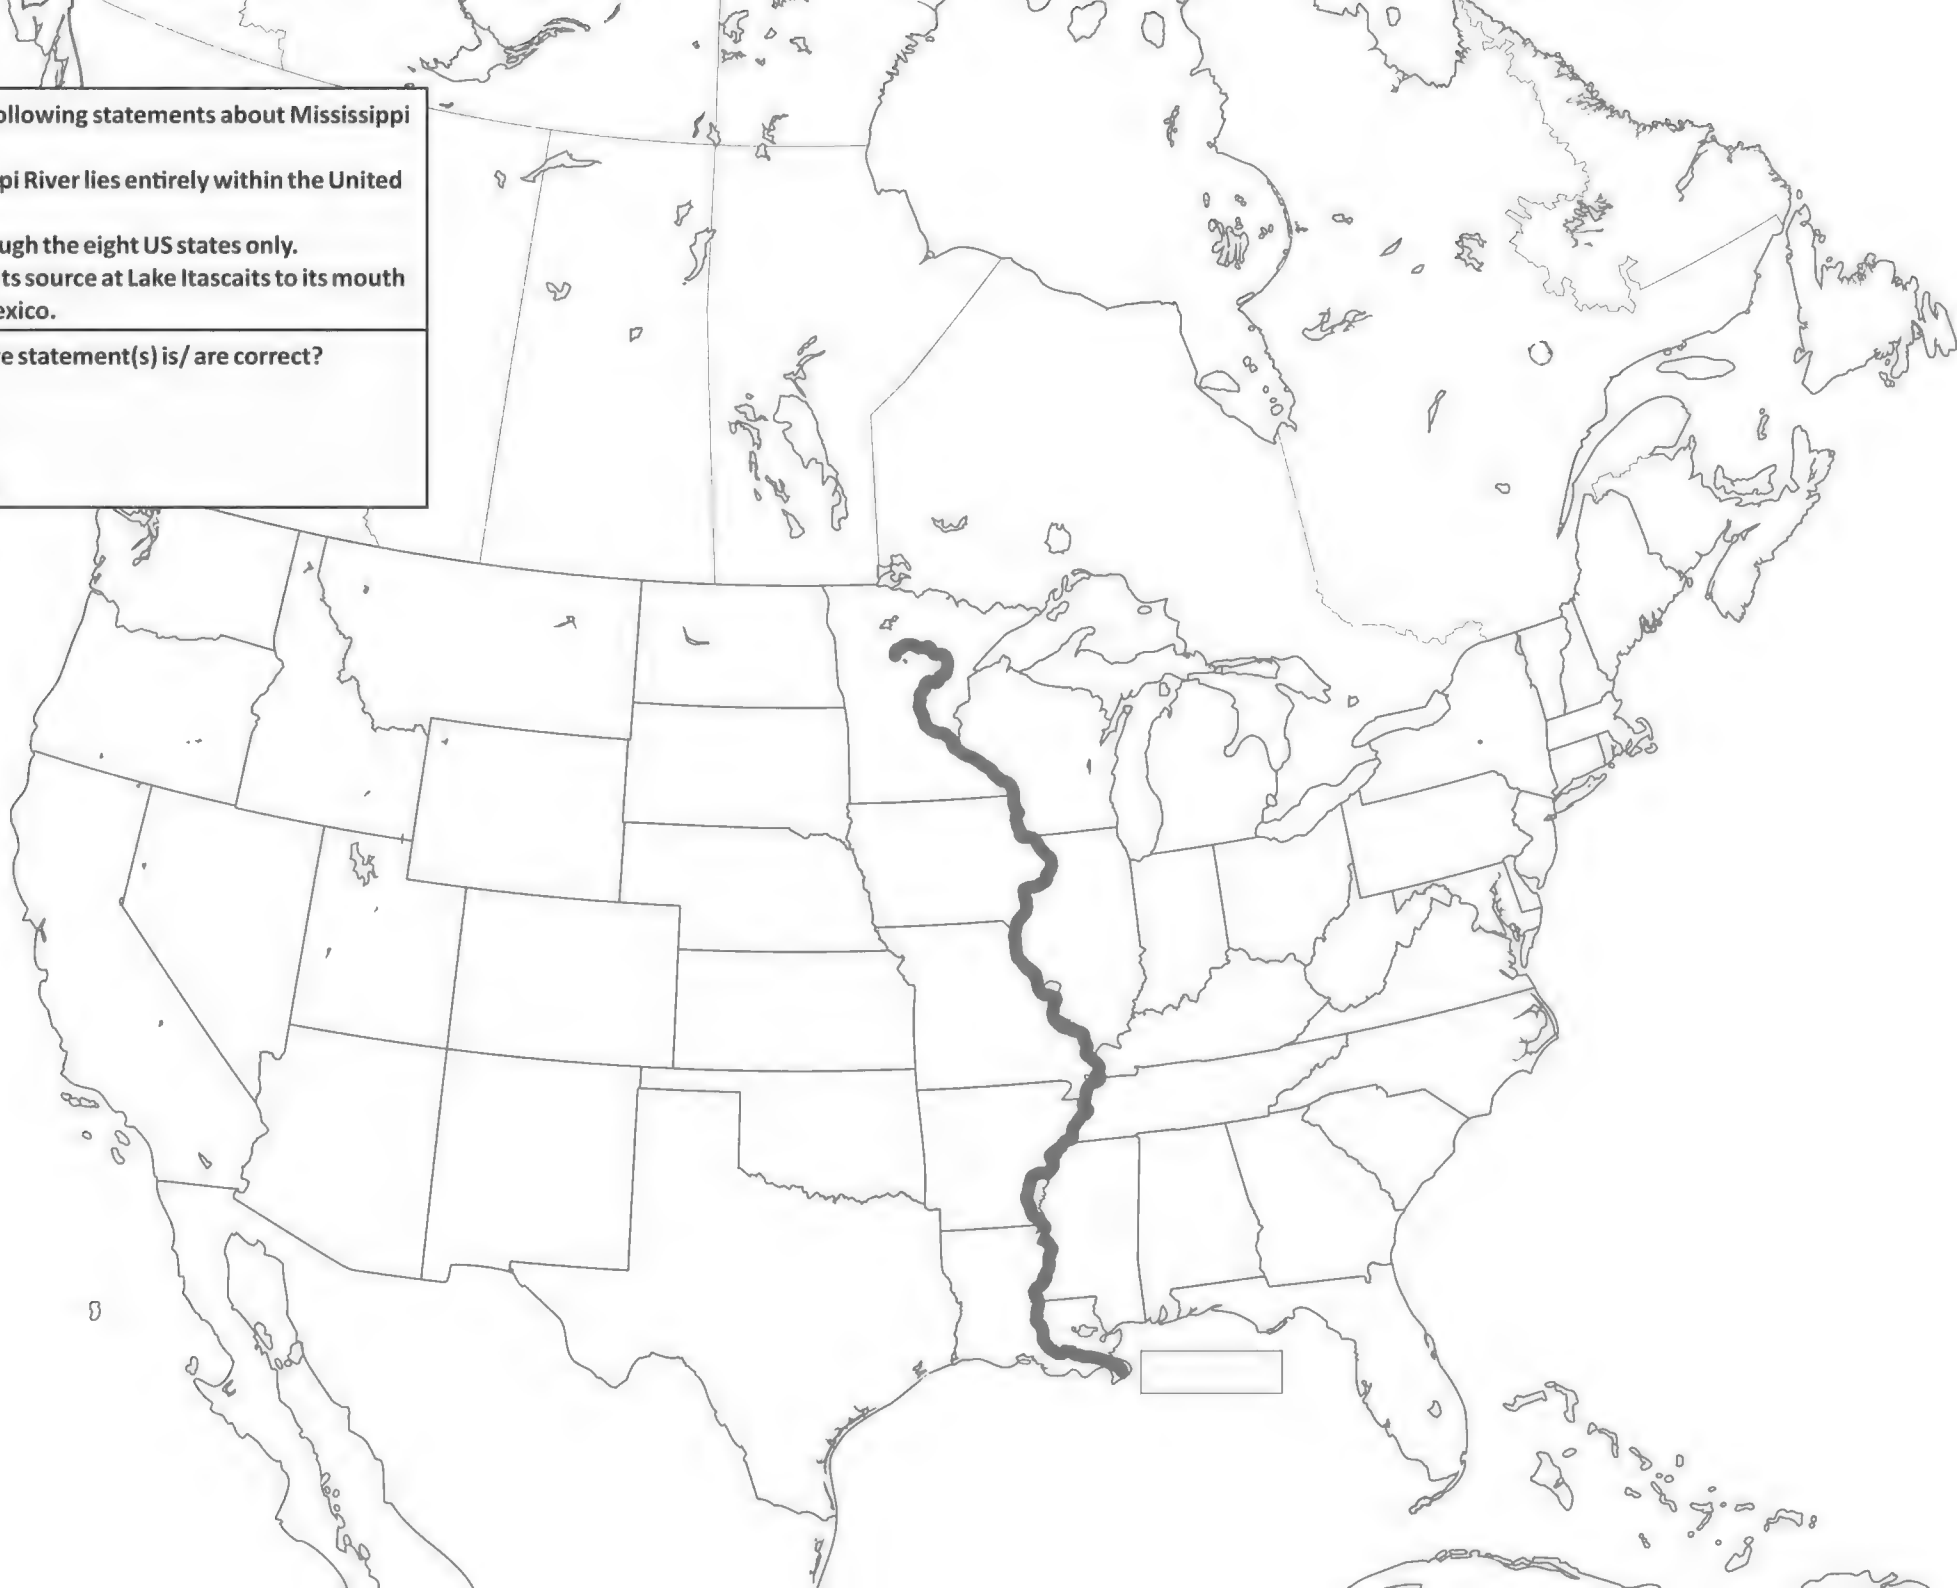 ollowing statements about Mississippi
pi River lies entirely within the United
ugh the eight US states only.
ts source at Lake Itascaits to its mouth
exico.
e statement(s) is/ are correct?